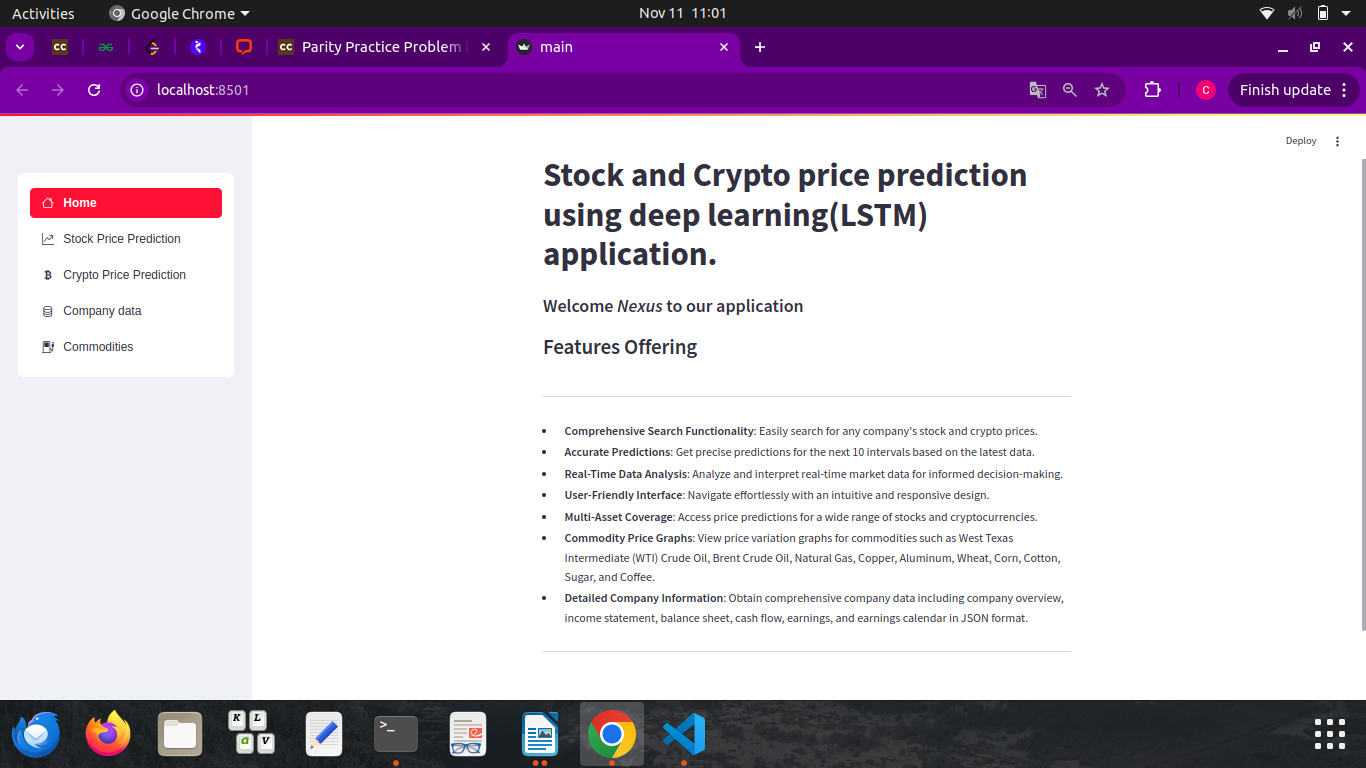 Activities
Google Chrome
Nov 11 11:01
CC
Parity Practice Problem
main
localhost:8501
C
Finish update
Deploy
Home
Stock Price Prediction
Crypto Price Prediction
Company data
Commodities
Stock and Crypto price prediction
using deep learning(LSTM)
application.
Welcome Nexus to our application
Features Offering
Comprehensive Search Functionality: Easily search for any company's stock and crypto prices.
Accurate Predictions: Get precise predictions for the next 10 intervals based on the latest data.
Real-Time Data Analysis: Analyze and interpret real-time market data for informed decision-making.
User-Friendly Interface: Navigate effortlessly with an intuitive and responsive design.
Multi-Asset Coverage: Access price predictions for a wide range of stocks and cryptocurrencies.
Commodity Price Graphs: View price variation graphs for commodities such as West Texas
Intermediate (WTI) Crude Oil, Brent Crude Oil, Natural Gas, Copper, Aluminum, Wheat, Corn, Cotton,
Sugar, and Coffee.
Detailed Company Information: Obtain comprehensive company data including company overview,
income statement, balance sheet, cash flow, earnings, and earnings calendar in JSON format.
K L
a V
>_